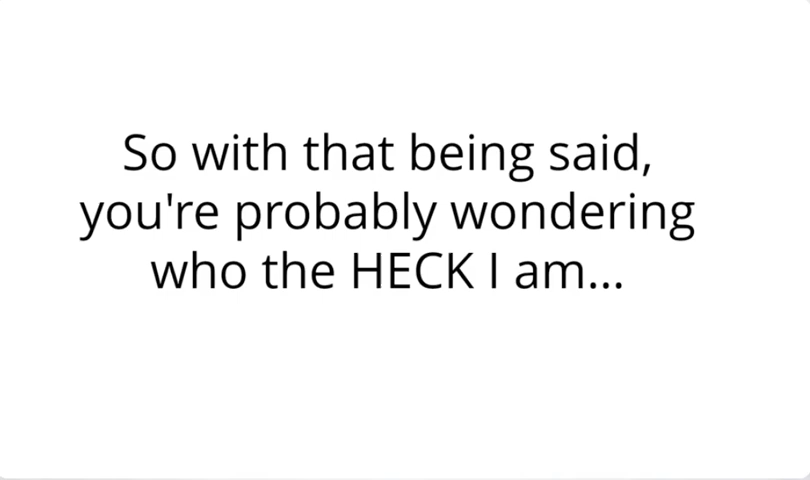 So with that being said,
you're probably wondering
who the HECK I am...